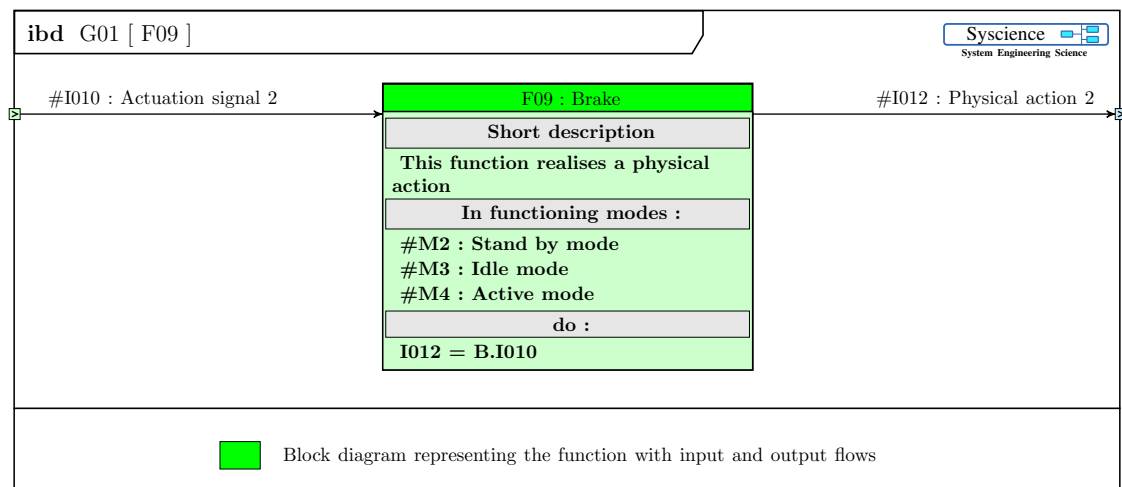 ibd G01 [ F09 ]
Syscience
System Engineering Science
#I010 : Actuation signal 2
F09 : Brake
#I012 : Physical action 2
Short description
This function realises a physical
action
In functioning modes :
#M2 : Stand by mode
#M3 : Idle mode
#M4 : Active mode
do :
I012 = B.I010
Block diagram representing the function with input and output flows